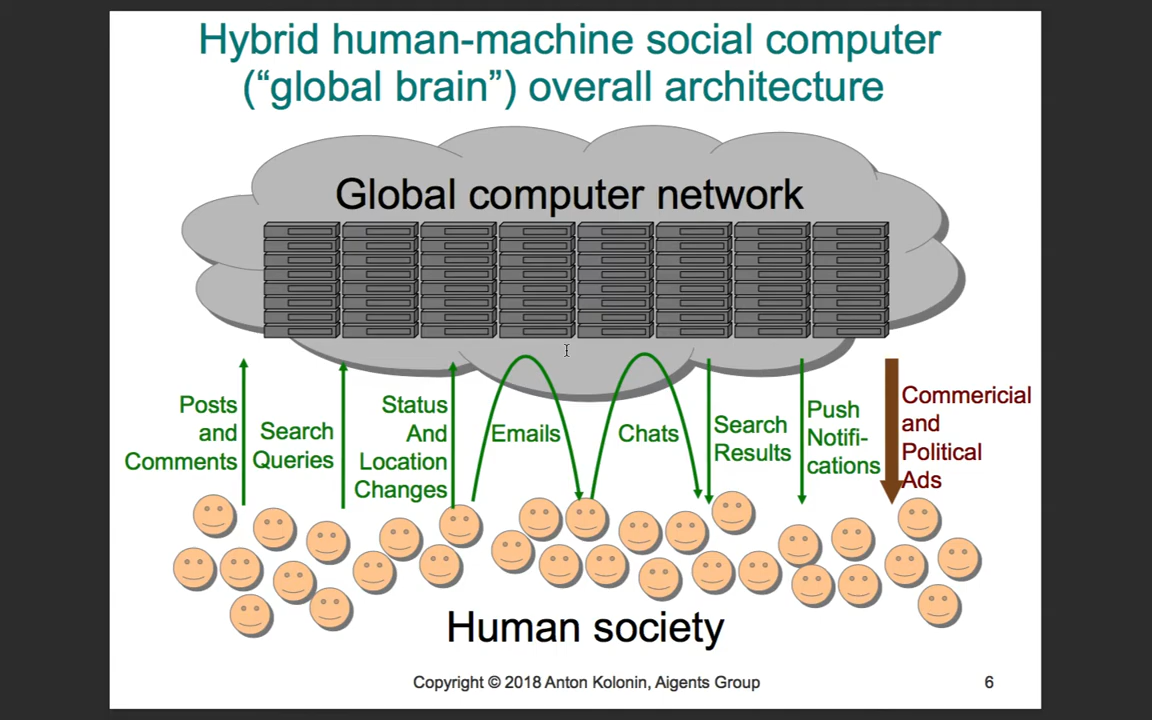 Hybrid human-machine social computer
(“global brain”) overall architecture
Global computer network
Posts
and
Comments
Search
Queries
Status
And
Location
Changes
Emails
Chats
Search
Results
Push
Notifi-
cations
Commericial
and
Political
Ads
Human society
Copyright © 2018 Anton Kolonin, Aigents Group
6